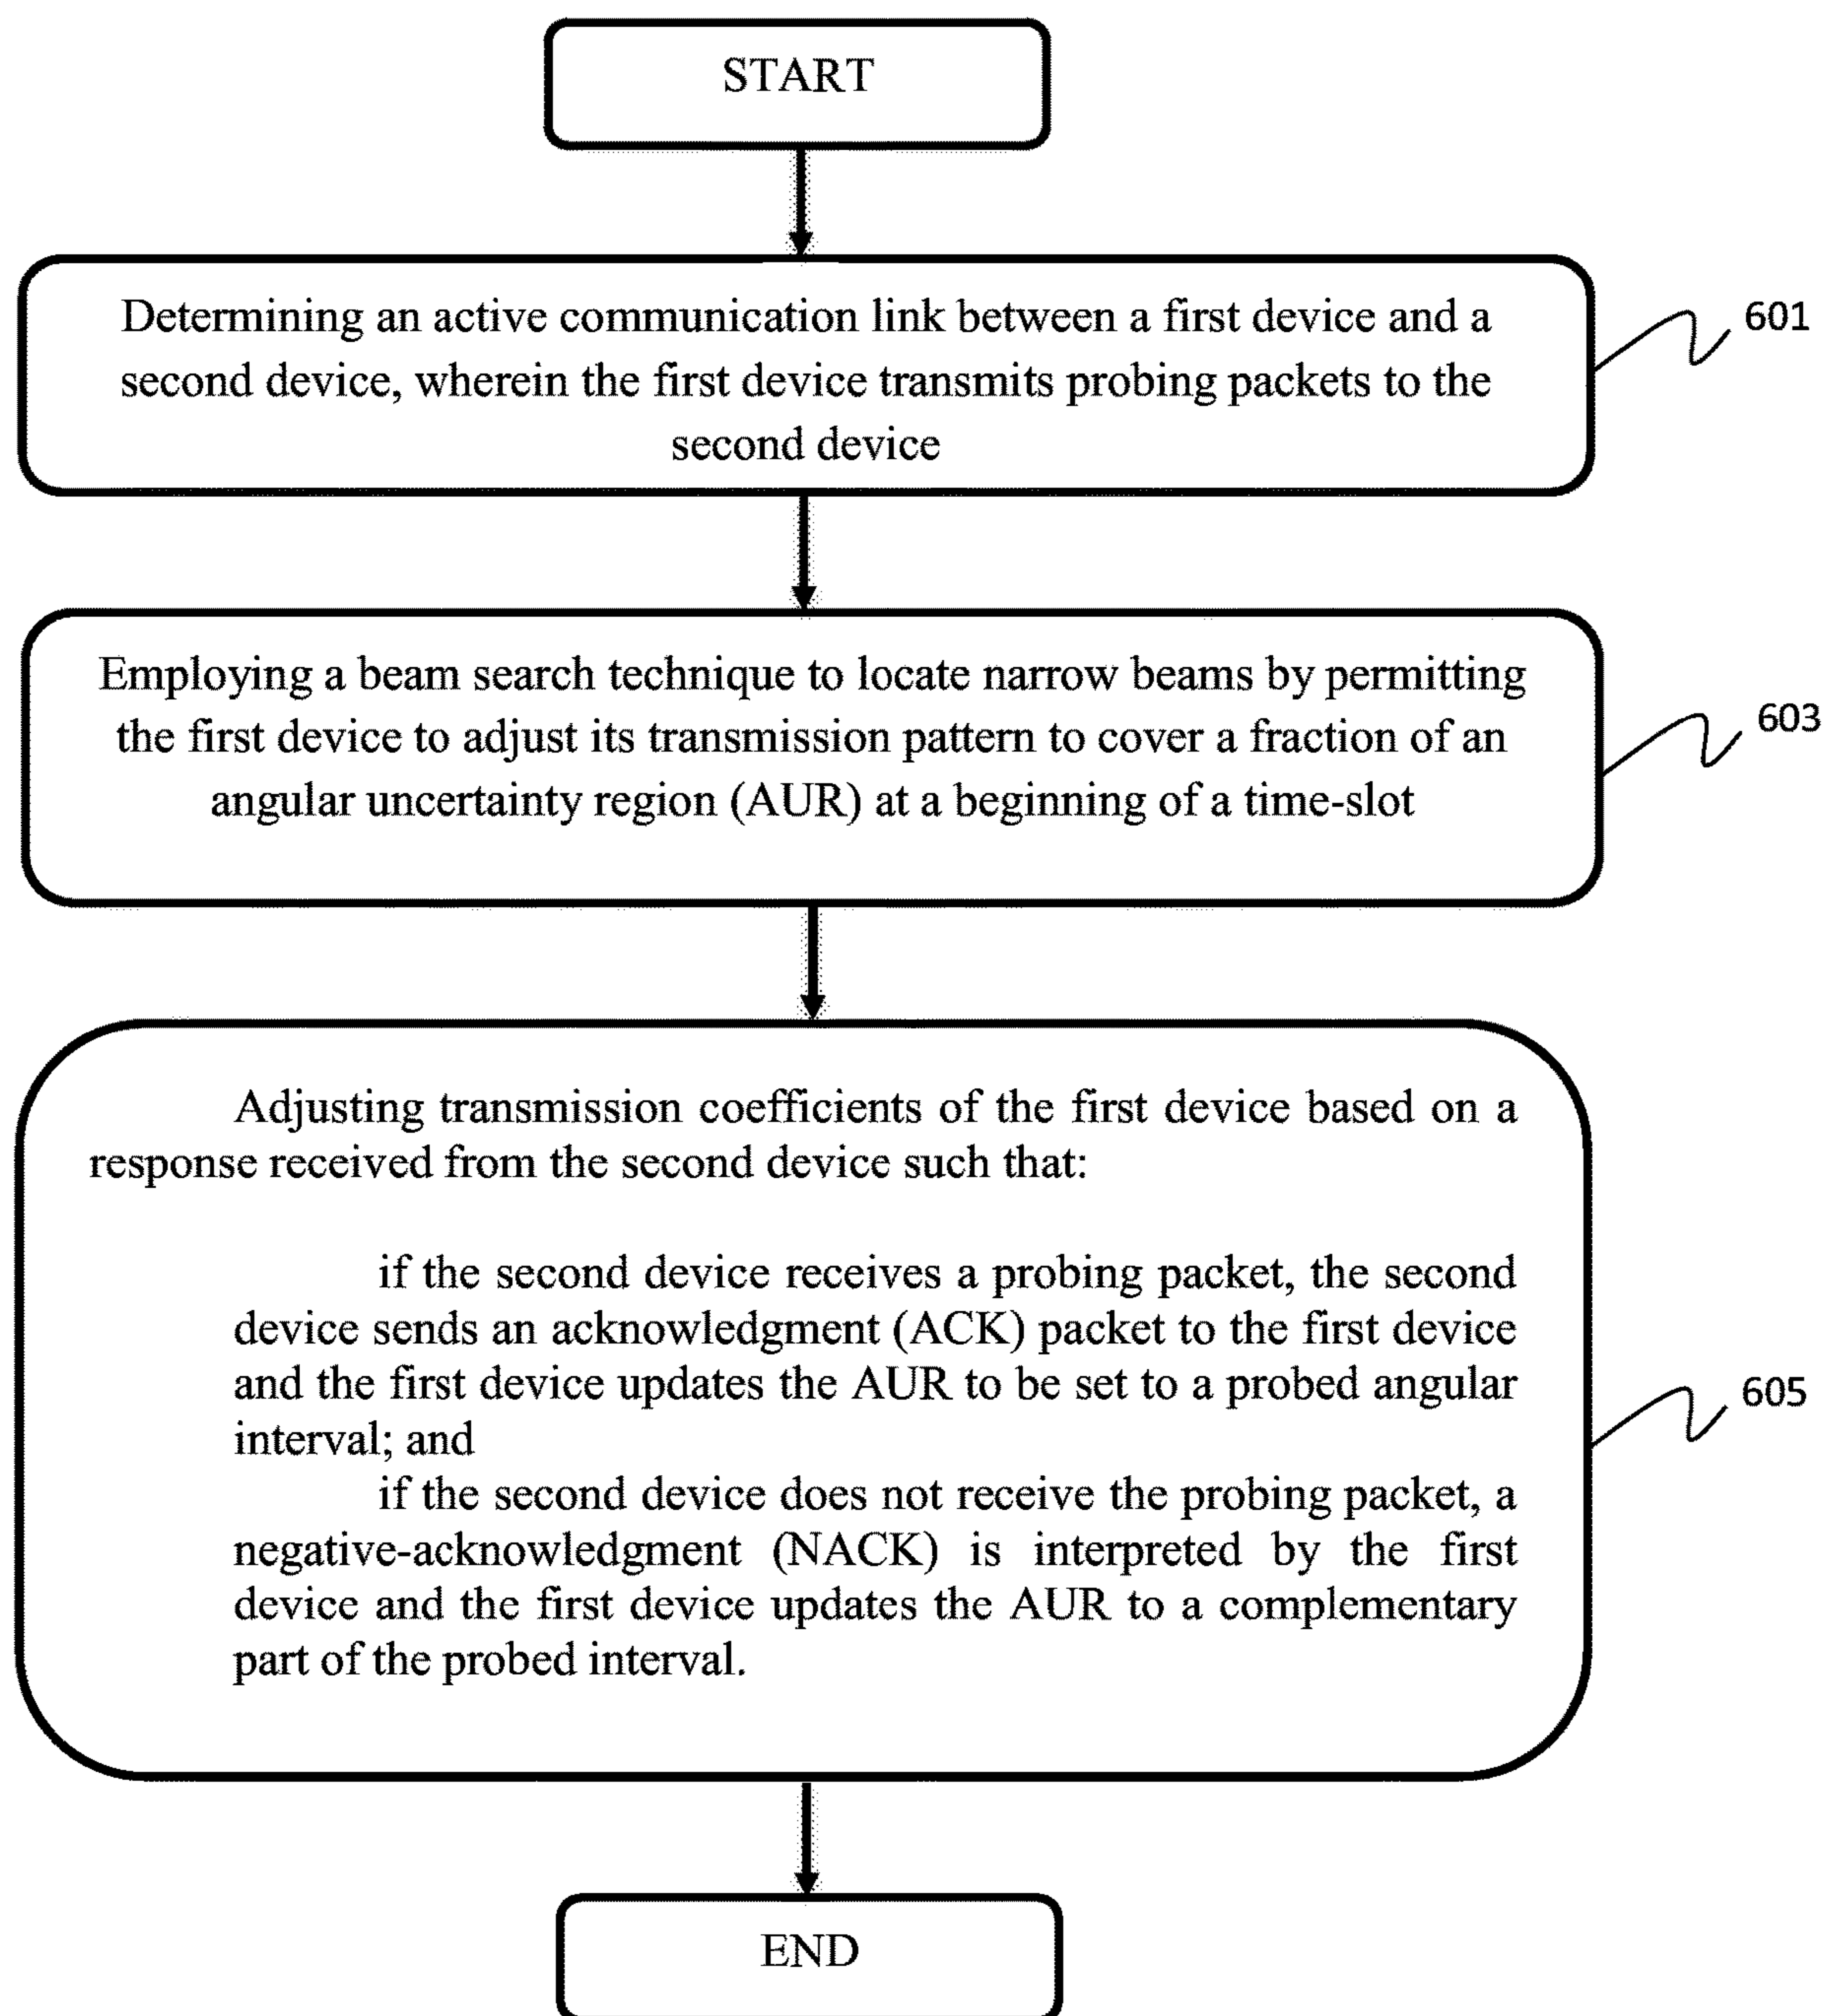 START
Determining an active communication link between a first device and a
second device, wherein the first device transmits probing packets to the
second device
601
Employing a beam search technique to locate narrow beams by permitting
the first device to adjust its transmission pattern to cover a fraction of an
angular uncertainty region (AUR) at a beginning of a time-slot
603
Adjusting transmission coefficients of the first device based on a
response received from the second device such that:
if the second device receives a probing packet, the second
device sends an acknowledgment (ACK) packet to the first device
and the first device updates the AUR to be set to a probed angular
interval; and
if the second device does not receive the probing packet, a
negative-acknowledgment (NACK) is interpreted by the first
device and the first device updates the AUR to a complementary
part of the probed interval.
605
END